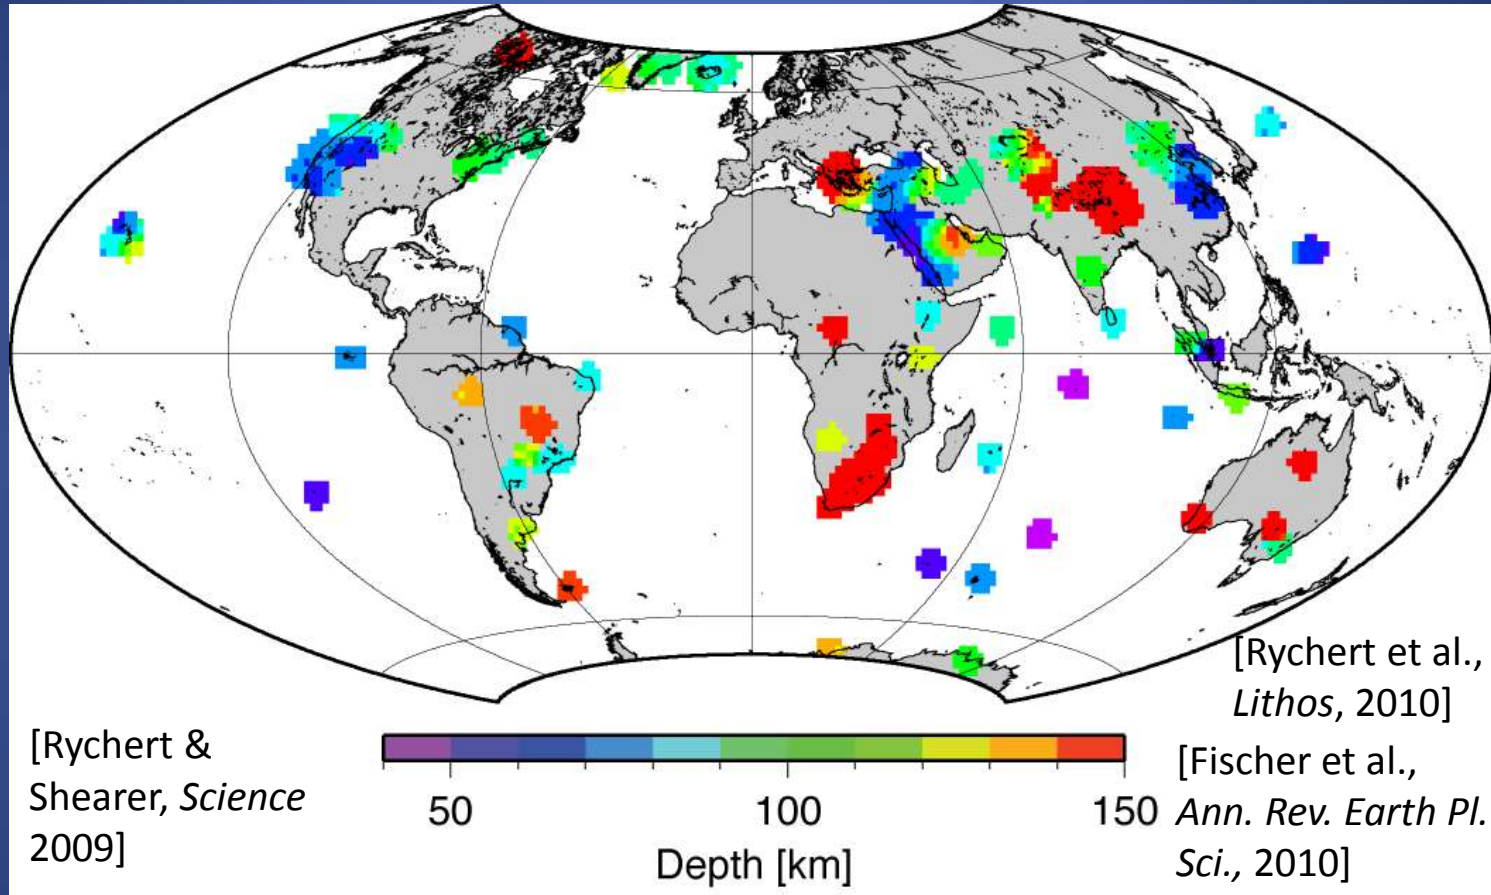 [Rychert et al.,
Lithos, 2010]
[Rychert &
Shearer, Science
2009]
[Fischer et al.,
Ann. Rev. Earth Pl.
Sci., 2010]
50
100
150
Depth [km]